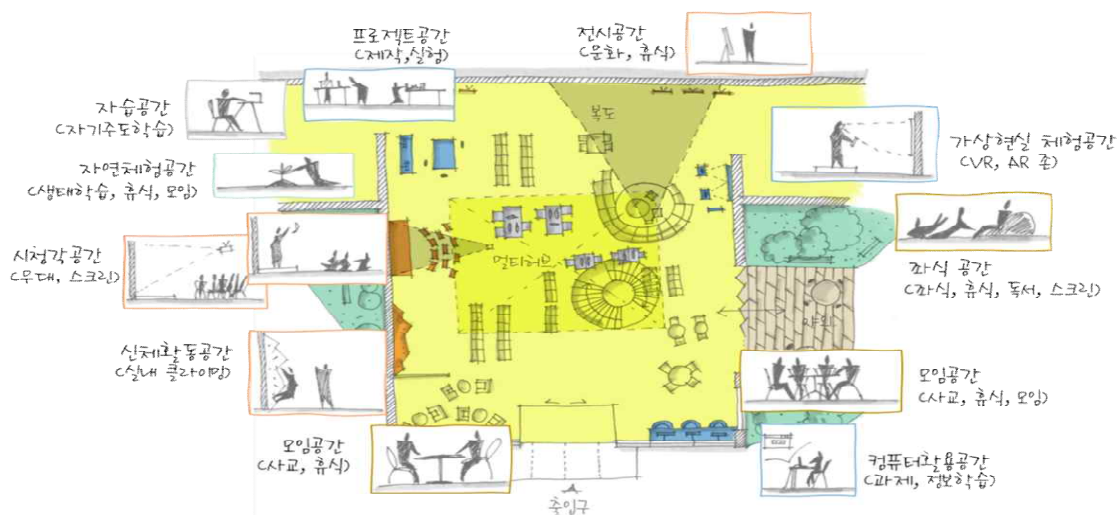 프로젝트공간
(제작, 실험)
전시공간
(문화, 휴식)
자습공간
(자기주도학습)
복도
가상현실 체험공간
(VR, AR 존)
자연체험공간
(생태학습, 휴식, 모임)
시청각공간
(무대, 스크린)
멀티허브
좌식 공간
(좌식, 휴식, 독서, 스크린)
야외
신체활동공간
(실내 클라이밍)
모임공간
(사교, 휴식, 모임)
모임공간
(사교, 휴식)
컴퓨터활용공간
(과제, 정보학습)
출입구